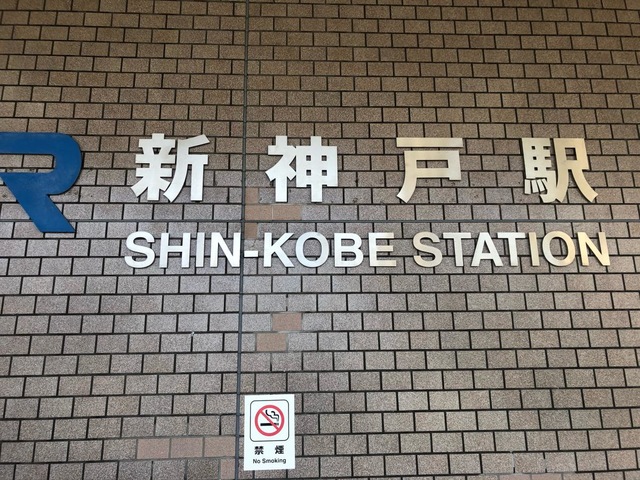 R 新神戸駅
SHIN-KOBE STATION
禁煙
No Smoking